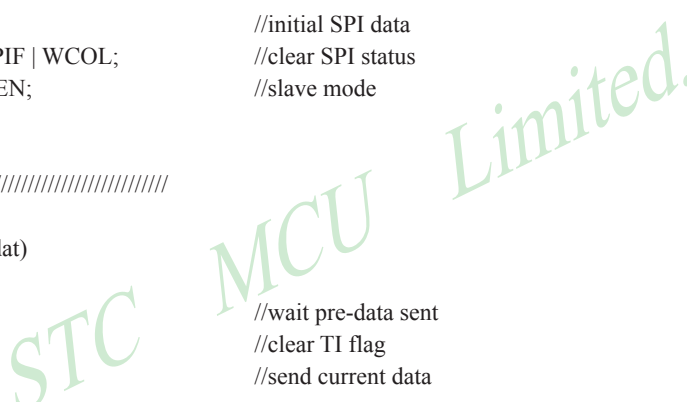 //initial SPI data
PIF | WCOL; //clear SPI status
EN; //slave mode
//////////////////////////
lat)
//wait pre-data sent
//clear TI flag
//send current data
STC MCU Limited.